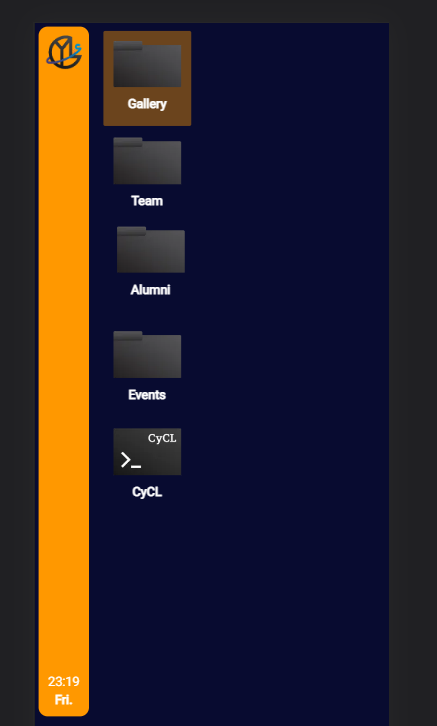 Gallery
Team
Alumni
Events
CyCL
CyCL
23:19
Fri.